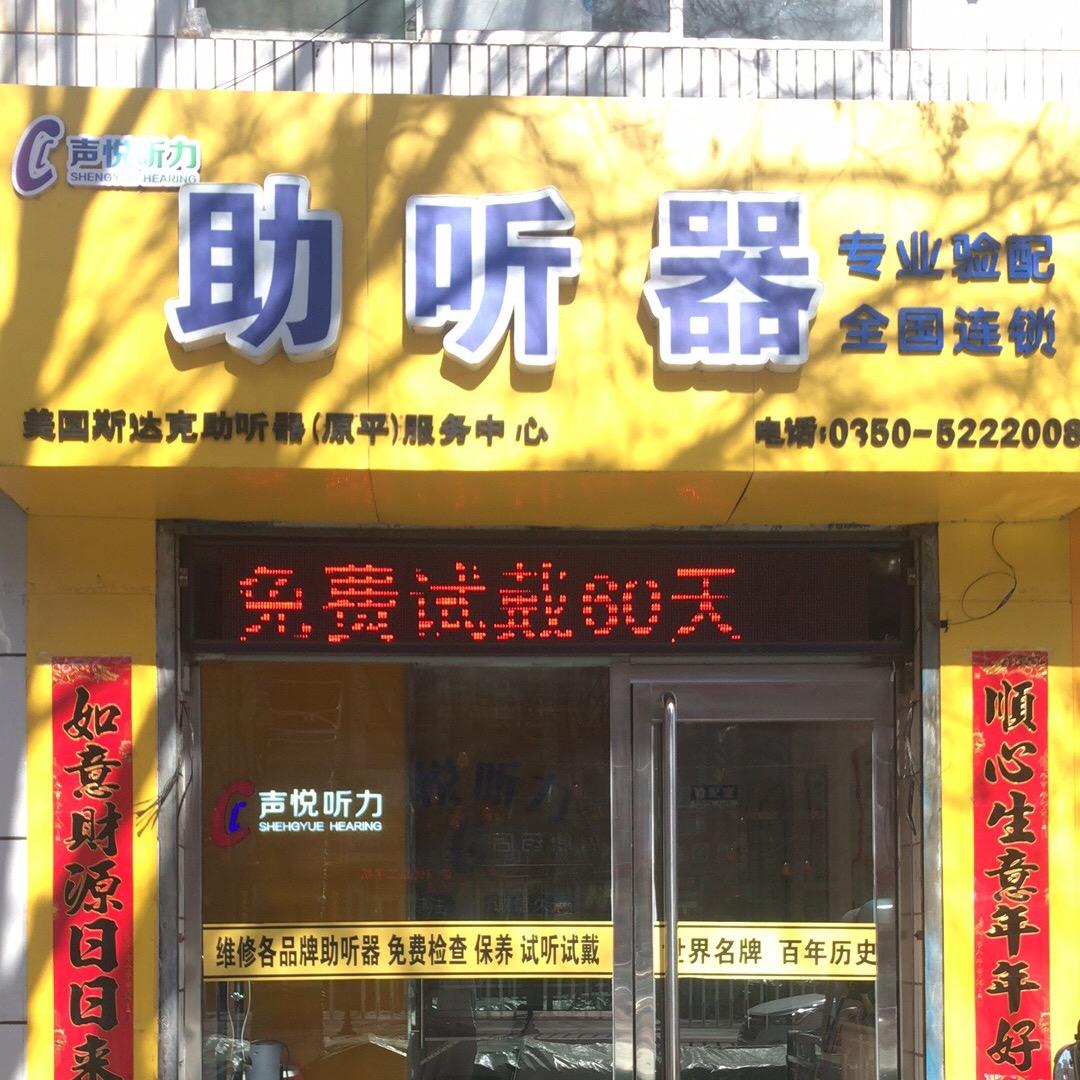 声悦听力
SHENGYUE HEARING
助听器
专业验配
全国连锁
美国斯达克助听器(原平)服务中心
电话:0350-5222008
免费试戴60天
如意财源日日来
順心生意年年好
声悦听力
SHEHGYUE HEARING
维修各品牌助听器 免费检查 保养 试听试戴
世界名牌 百年历史